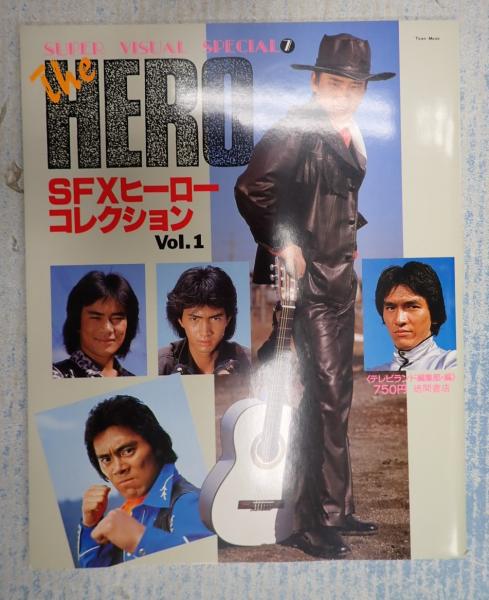 SUPER VISUAL SPECIAL 7
Town Mook
The
HERO
SFXヒーロー
コレクション
Vol.1
〈テレビランド編集部・編〉
750円 徳間書店